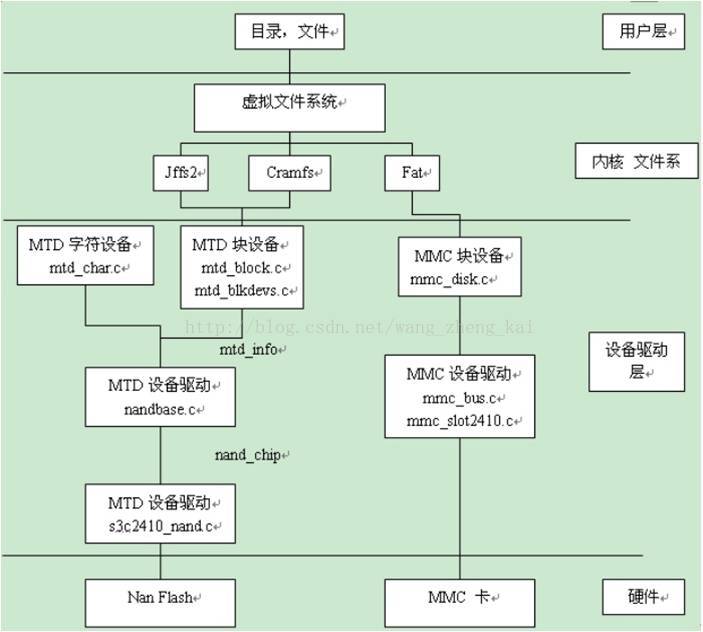 目录，文件
用户层
虚拟文件系统
Jffs2
Cramfs
Fat
内核 文件系
MTD 字符设备
mtd_char.c
MTD 块设备
mtd_block.c
mtd_blkdevs.c
MMC 块设备
mmc_disk.c
http://blog.csdn.net/wang_zheng_kai
mtd_info
设备驱动
层
MTD 设备驱动
nandbase.c
MMC 设备驱动
mmc_bus.c
mmc_slot2410.c
nand_chip
MTD 设备驱动
s3c2410_nand.c
Nan Flash
MMC 卡
硬件